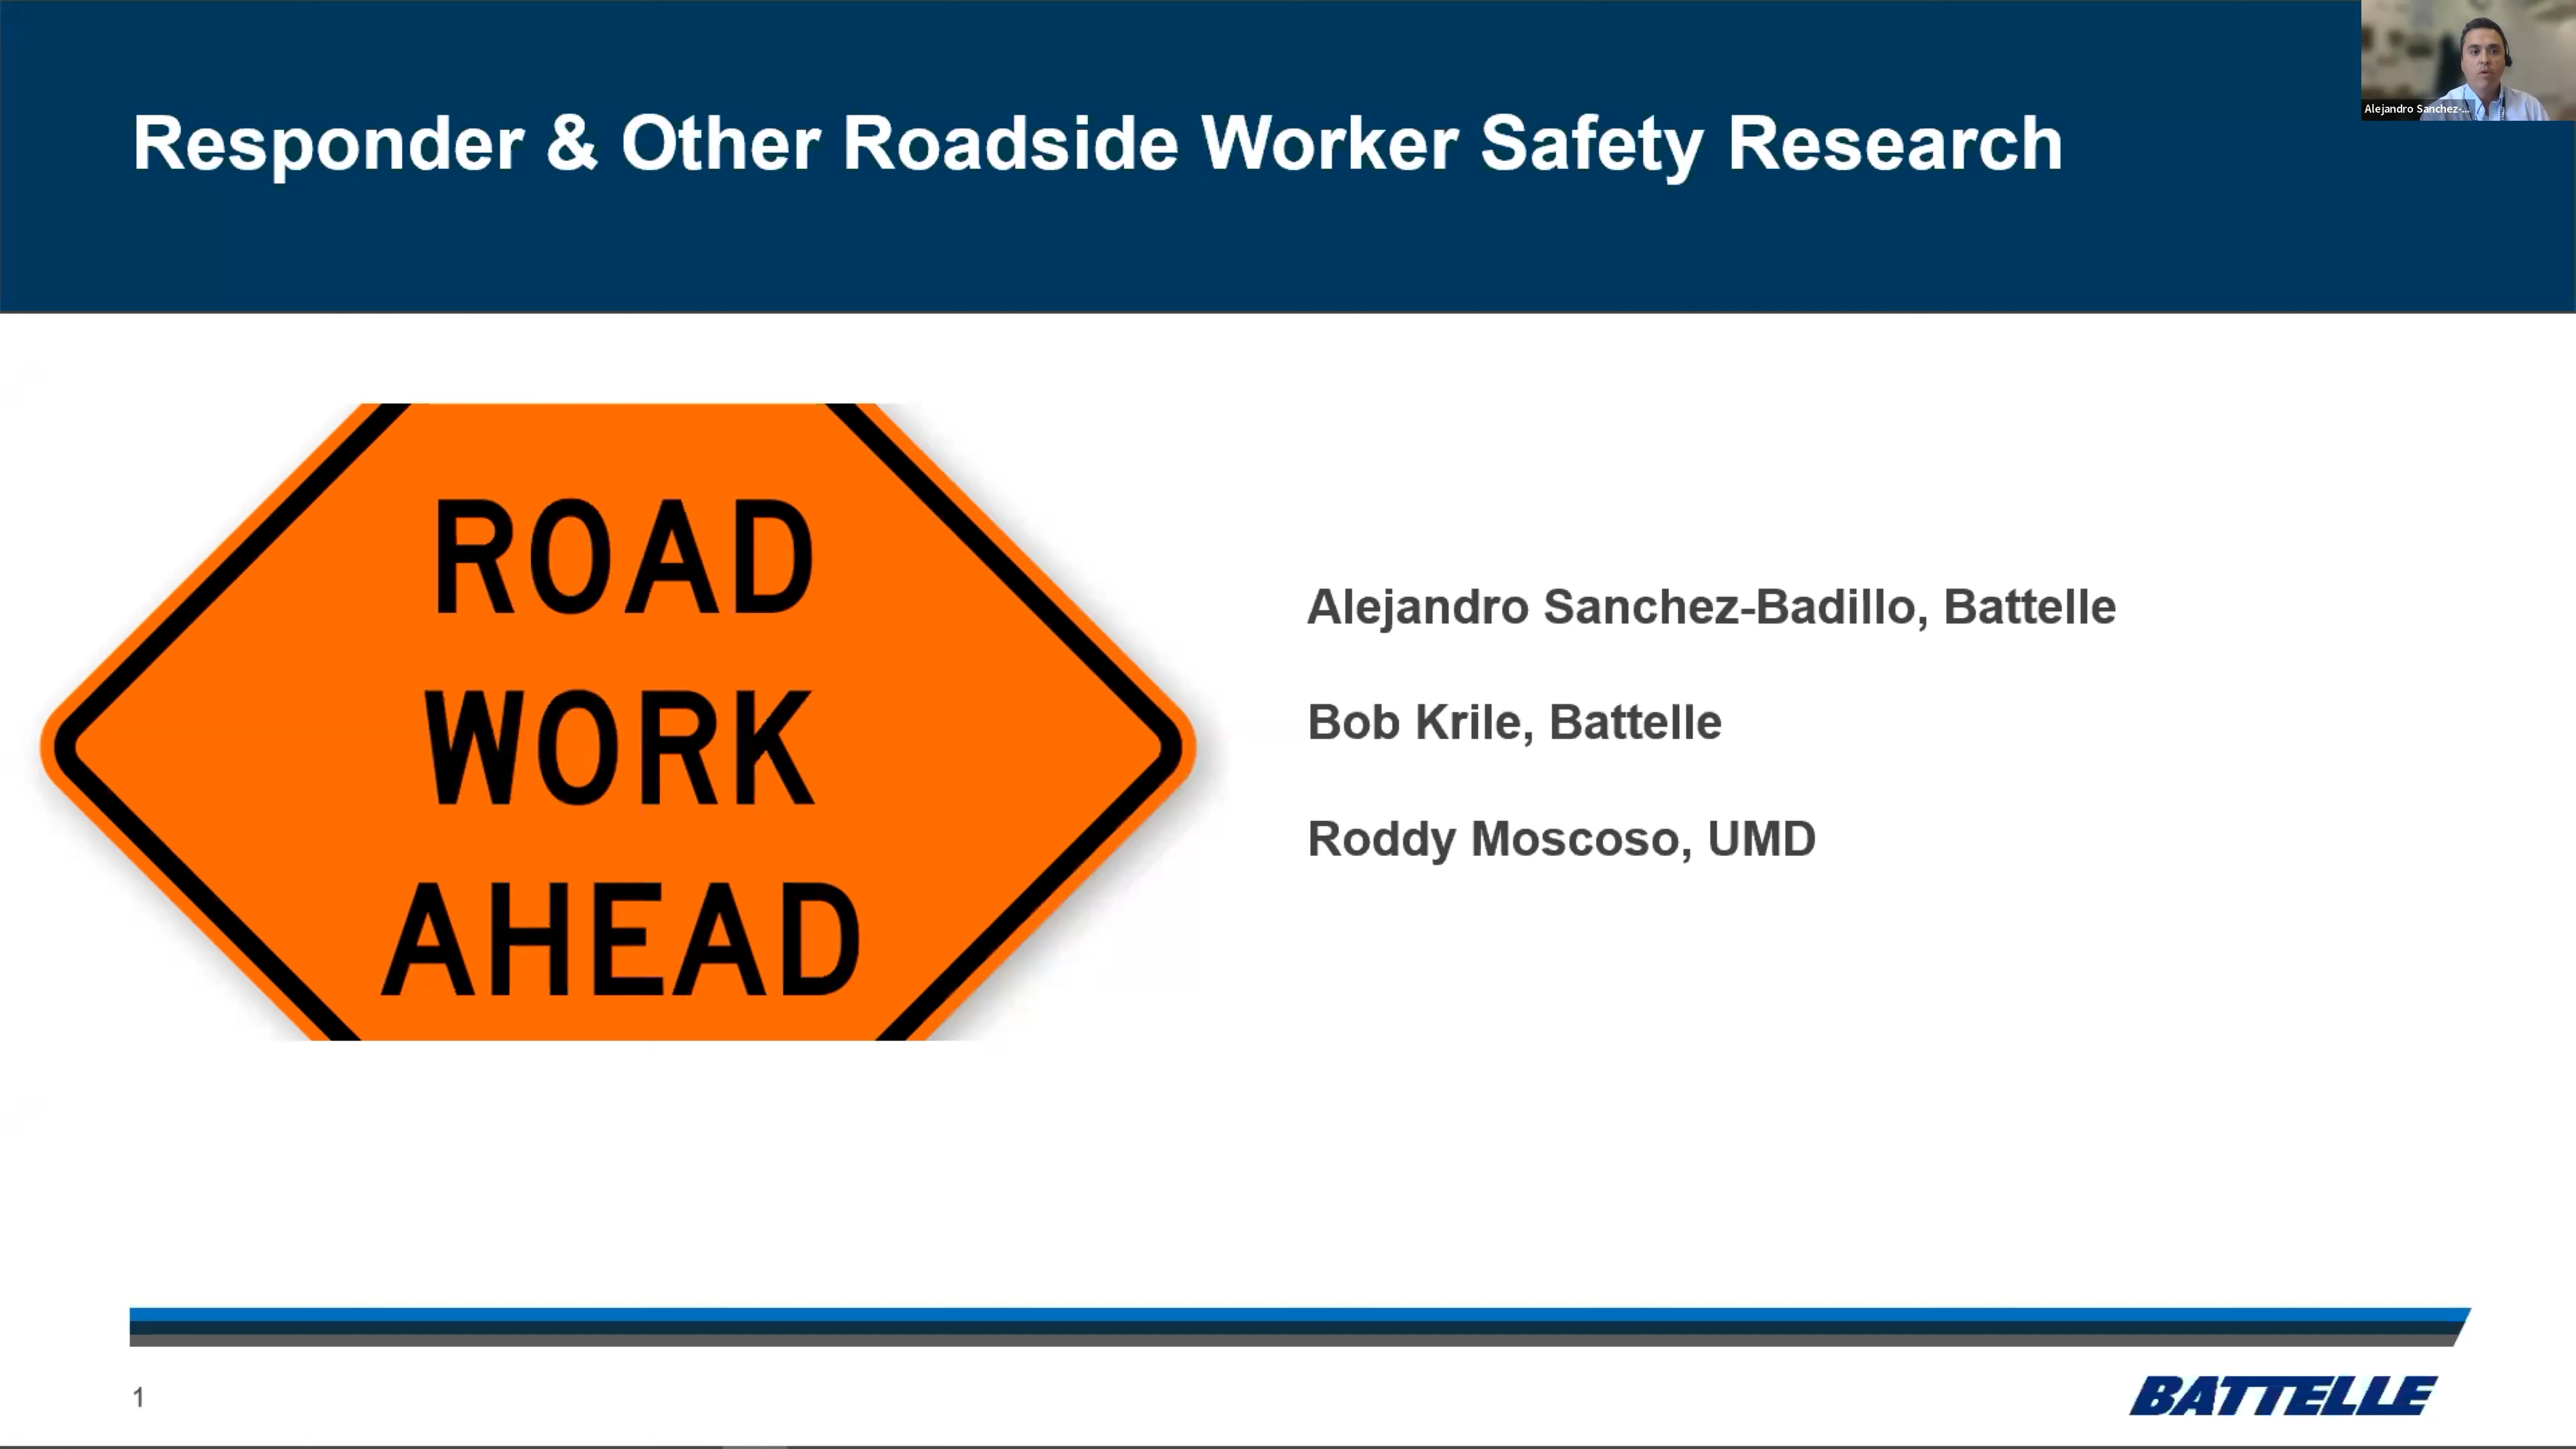 Responder & Other Roadside Worker Safety Research
Alejandro Sanchez-...
ROAD
WORK
AHEAD
Alejandro Sanchez-Badillo, Battelle
Bob Krile, Battelle
Roddy Moscoso, UMD
1
BATTELLE